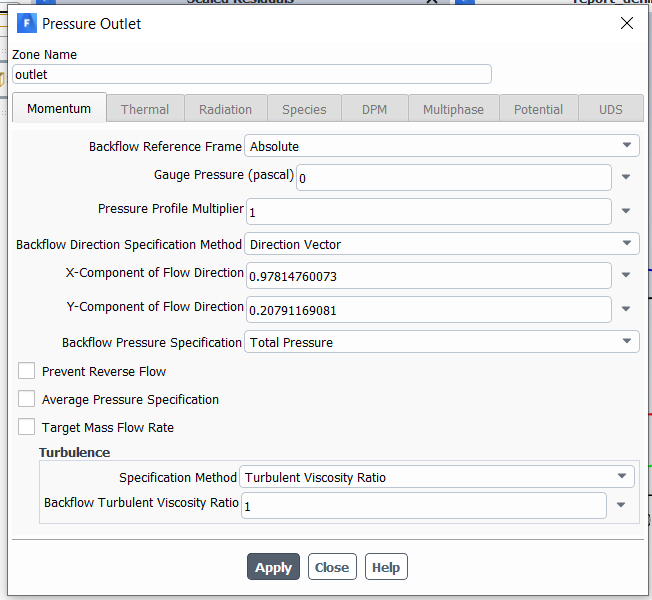 Scaled Residuals
report_defi
F Pressure Outlet
Zone Name
outlet
Momentum Thermal Radiation Species DPM Multiphase Potential UDS
Backflow Reference Frame Absolute
Gauge Pressure (pascal) 0
Pressure Profile Multiplier 1
Backflow Direction Specification Method Direction Vector
X-Component of Flow Direction 0.97814760073
Y-Component of Flow Direction 0.20791169081
Backflow Pressure Specification Total Pressure
Prevent Reverse Flow
Average Pressure Specification
Target Mass Flow Rate
Turbulence
Specification Method Turbulent Viscosity Ratio
Backflow Turbulent Viscosity Ratio 1
Apply Close Help